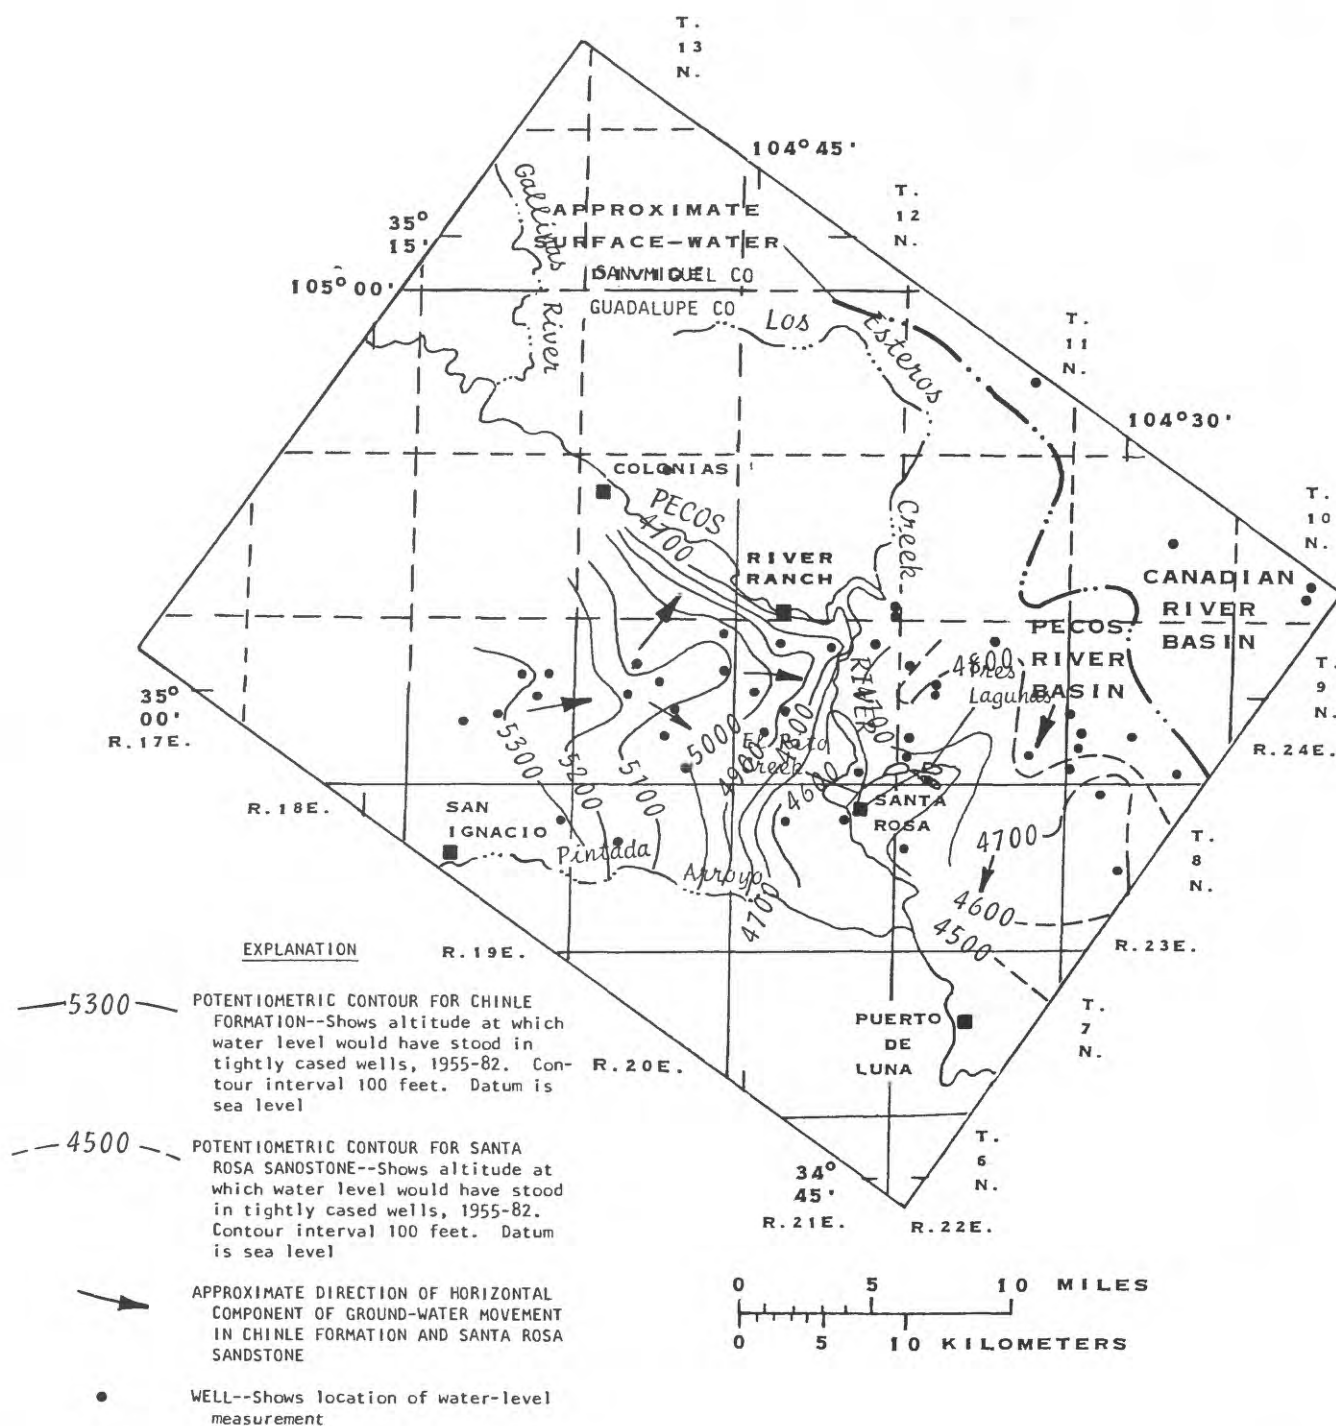 T.
13
N.
104° 45'
T.
12
N.
35°
15'
Gallinas
River
APPROXIMATE
SURFACE-WATER
SAN MIGUEL CO
105° 00'
GUADALUPE CO
Los
Esteros
Creek
T.
11
N.
104° 30'
COLONIAS
PECOS
4700
T.
10
N.
RIVER
RANCH
CANADIAN
RIVER
BASIN
PECOS
RIVER
BASIN
4800
Tres
Lagunas
RIVER
4700
T.
9
N.
35°
00'
R.17E.
R.24E.
5300
5200
5100
5000
4900
4800
El Rito
Creek
4600
R.18E.
SAN
IGNACIO
SANTA
ROSA
T.
8
N.
Pintada
Arroyo
4700
4700
4600
4500
R.23E.
R.19E.
T.
7
N.
PUERTO
DE
LUNA
R.20E.
T.
6
N.
34°
45'
R.21E.
R.22E.
EXPLANATION
5300
POTENTIOMETRIC CONTOUR FOR CHINLE
FORMATION--Shows altitude at which
water level would have stood in
tightly cased wells, 1955-82. Con-
tour interval 100 feet. Datum is
sea level
4500
POTENTIOMETRIC CONTOUR FOR SANTA
ROSA SANDSTONE--Shows altitude at
which water level would have stood
in tightly cased wells, 1955-82.
Contour interval 100 feet. Datum
is sea level
APPROXIMATE DIRECTION OF HORIZONTAL
COMPONENT OF GROUND-WATER MOVEMENT
IN CHINLE FORMATION AND SANTA ROSA
SANDSTONE
WELL--Shows location of water-level
measurement
0 5 10 MILES
0 5 10 KILOMETERS